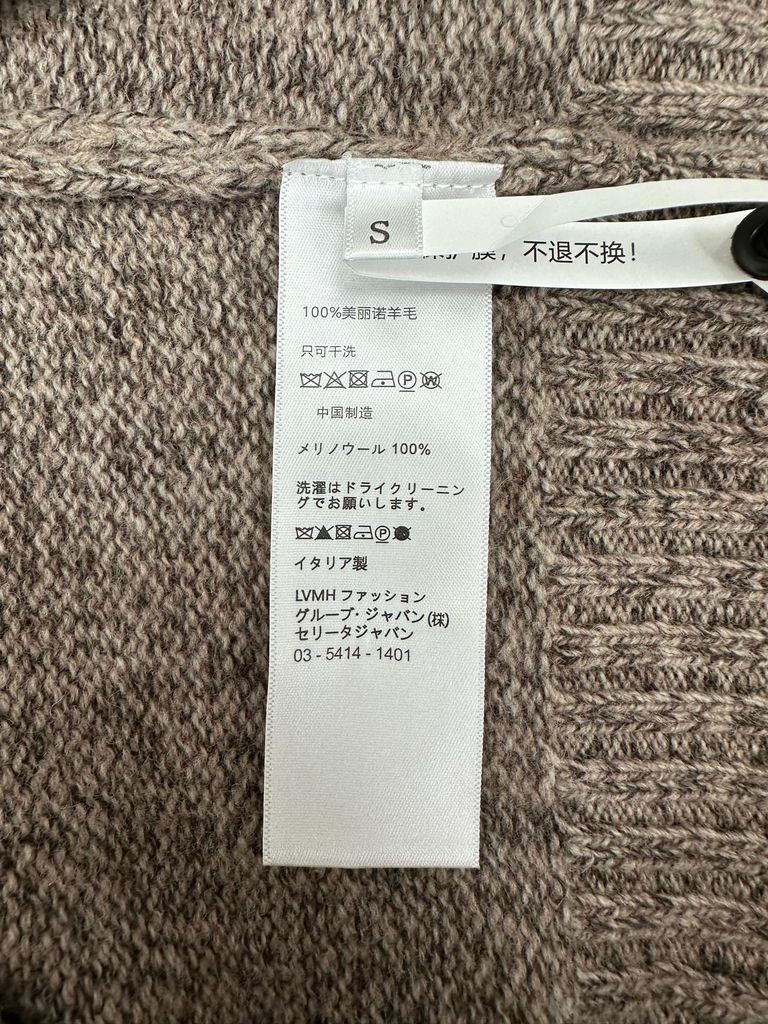 S
膜，不退不换！
100%美丽诺羊毛
只可干洗
中国制造
メリノウール 100%
洗濯はドライクリーニン
グでお願いします。
イタリア製
LVMH ファッション
グループ・ジャパン(株)
セリータジャパン
03 - 5414 - 1401